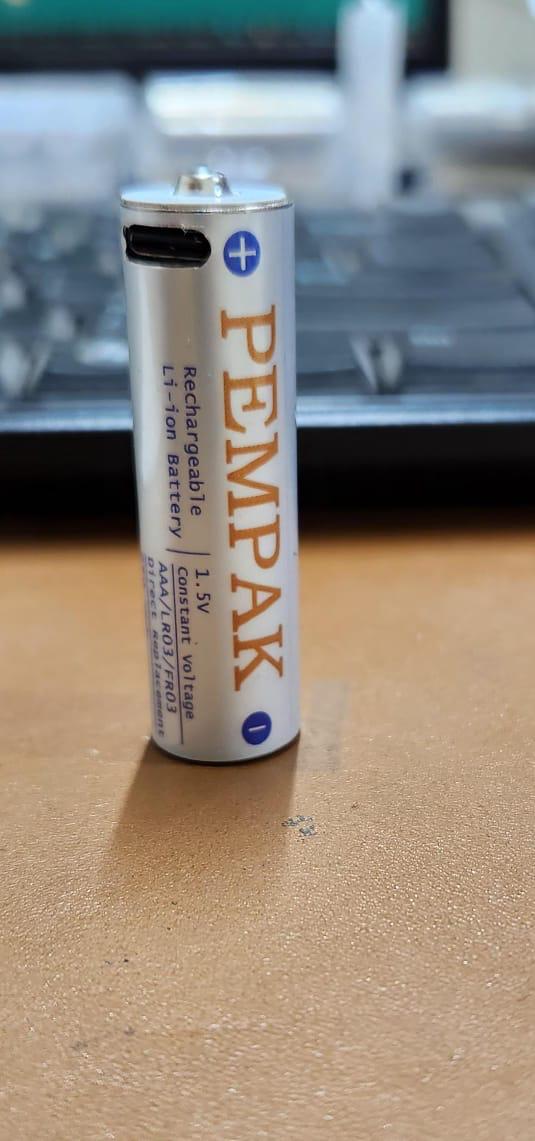 +
PEMPAK
-
Rechargeable
Li-ion Battery
1.5V
Constant Voltage
AAA/LR03/FR03
Direct Replacement